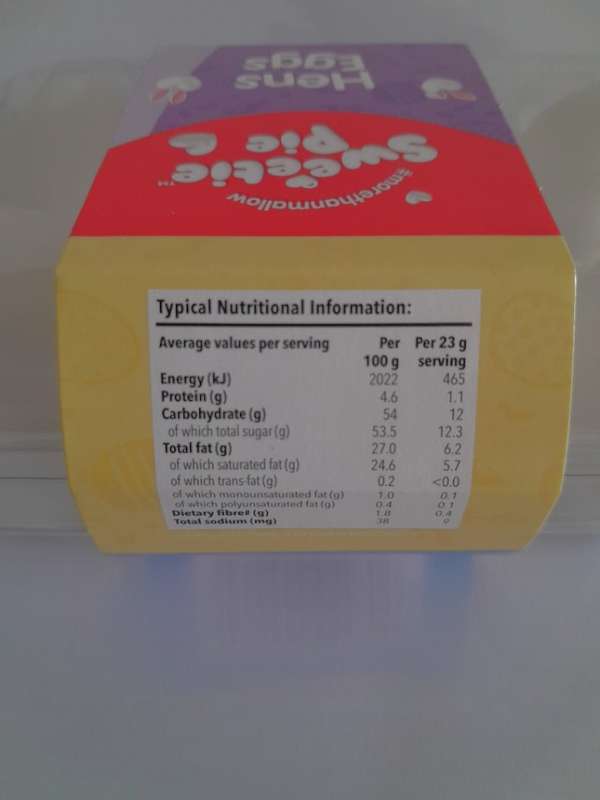 Hens
Eggs
Sweetie
pie
™
#morethanmallow
Typical Nutritional Information:
Average values per serving Per 100 g Per 23 g serving
Energy (kJ) 2022 465
Protein (g) 4.6 1.1
Carbohydrate (g) 54 12
of which total sugar (g) 53.5 12.3
Total fat (g) 27.0 6.2
of which saturated fat (g) 24.6 5.7
of which trans-fat (g) 0.2 <0.0
of which monounsaturated fat (g) 1.0 0.1
of which polyunsaturated fat (g) 0.4 0.1
Dietary fibre# (g) 1.8 0.4
Total sodium (mg) 38 9